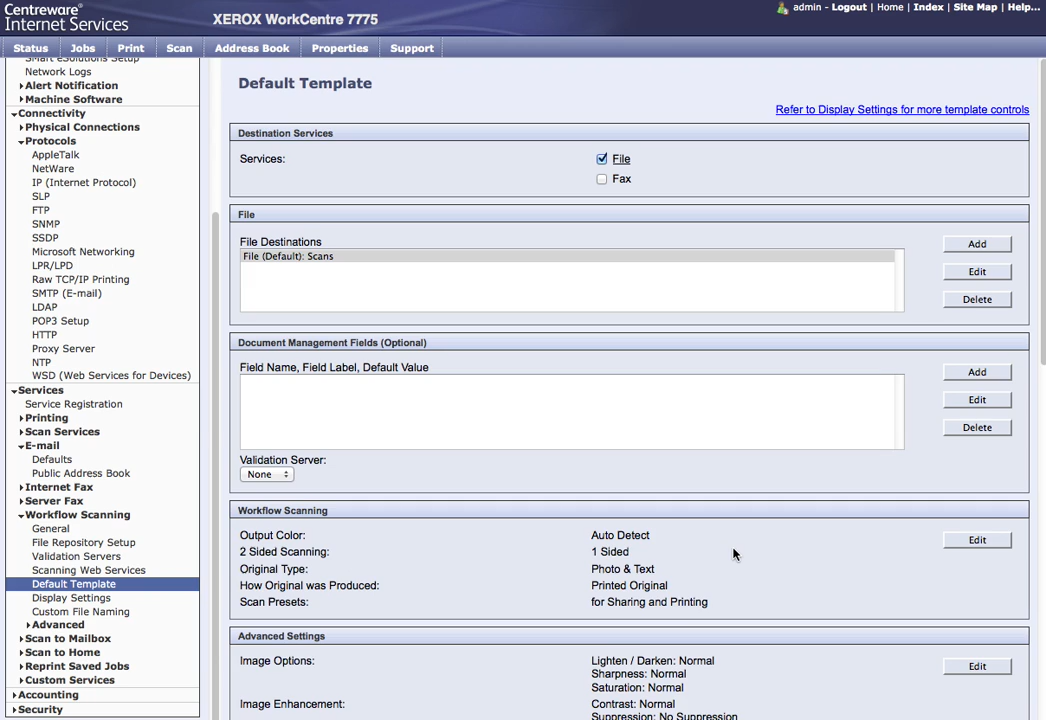 Centreware®
Internet Services
XEROX WorkCentre 7775
admin - Logout | Home | Index | Site Map | Help...
Status
Jobs
Print
Scan
Address Book
Properties
Support
Smart eSolutions Setup
Network Logs
Alert Notification
Machine Software
Connectivity
Physical Connections
Protocols
AppleTalk
NetWare
IP (Internet Protocol)
SLP
FTP
SNMP
SSDP
Microsoft Networking
LPR/LPD
Raw TCP/IP Printing
SMTP (E-mail)
LDAP
POP3 Setup
HTTP
Proxy Server
NTP
WSD (Web Services for Devices)
Services
Service Registration
Printing
Scan Services
E-mail
Defaults
Public Address Book
Internet Fax
Server Fax
Workflow Scanning
General
File Repository Setup
Validation Servers
Scanning Web Services
Default Template
Display Settings
Custom File Naming
Advanced
Scan to Mailbox
Scan to Home
Reprint Saved Jobs
Custom Services
Accounting
Security
Default Template
Refer to Display Settings for more template controls
Destination Services
Services:
File
Fax
File
File Destinations
File (Default): Scans
Add
Edit
Delete
Document Management Fields (Optional)
Field Name, Field Label, Default Value
Add
Edit
Delete
Validation Server:
None
Workflow Scanning
Output Color: Auto Detect
2 Sided Scanning: 1 Sided
Original Type: Photo & Text
How Original was Produced: Printed Original
Scan Presets: for Sharing and Printing
Edit
Advanced Settings
Image Options: Lighten / Darken: Normal
Sharpness: Normal
Saturation: Normal
Edit
Image Enhancement: Contrast: Normal
Suppression: No Suppression